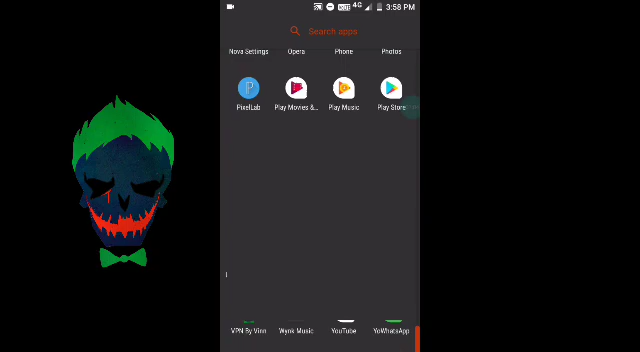 4G 3:58 PM
Search apps
Nova Settings Opera Phone Photos
PixelLab Play Movies &... Play Music Play Store
VPN By Vinn Wynk Music YouTube YoWhatsApp